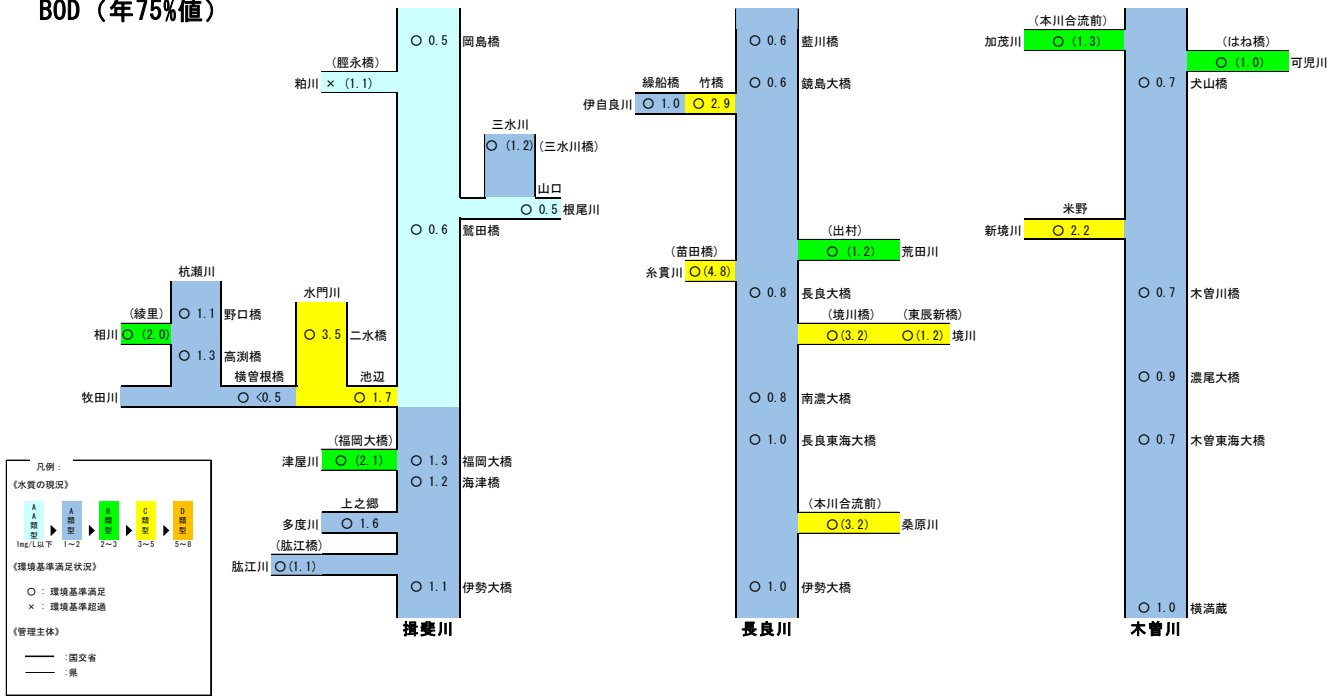 BOD（年75%値）
○ 0.5 岡島橋
(脛永橋)
粕川 × (1.1)
三水川
○ (1.2) (三水川橋)
山口
○ 0.5 根尾川
○ 0.6 鷲田橋
杭瀬川
○ 1.1 野口橋
(綾里)
相川 ○ (2.0)
○ 1.3 高渕橋
水門川
○ 3.5 二水橋
横曽根橋 池辺
牧田川 ○ <0.5 ○ 1.7
(福岡大橋)
津屋川 ○ (2.1) ○ 1.3 福岡大橋
○ 1.2 海津橋
上之郷
多度川 ○ 1.6
(肱江橋)
肱江川 ○(1.1)
○ 1.1 伊勢大橋
揖斐川
○ 0.6 藍川橋
繰船橋 竹橋
○ 0.6 鏡島大橋
伊自良川 ○ 1.0 ○ 2.9
(出村)
○ (1.2) 荒田川
(苗田橋)
糸貫川 ○(4.8)
○ 0.8 長良大橋
(境川橋) (東辰新橋)
○(3.2) ○(1.2) 境川
○ 0.8 南濃大橋
○ 1.0 長良東海大橋
(本川合流前)
○(3.2) 桑原川
○ 1.0 伊勢大橋
長良川
(本川合流前)
加茂川 ○ (1.3)
(はね橋)
○ (1.0) 可児川
○ 0.7 犬山橋
米野
新境川 ○ 2.2
○ 0.7 木曽川橋
○ 0.9 濃尾大橋
○ 0.7 木曽東海大橋
○ 1.0 横満蔵
木曽川
凡例：
《水質の現況》
AA類型 ▶ A類型 ▶ B類型 ▶ C類型 ▶ D類型
1mg/L以下 1～2 2～3 3～5 5～8
《環境基準満足状況》
○ ：環境基準満足
× ：環境基準超過
《管理主体》
：国交省
：県